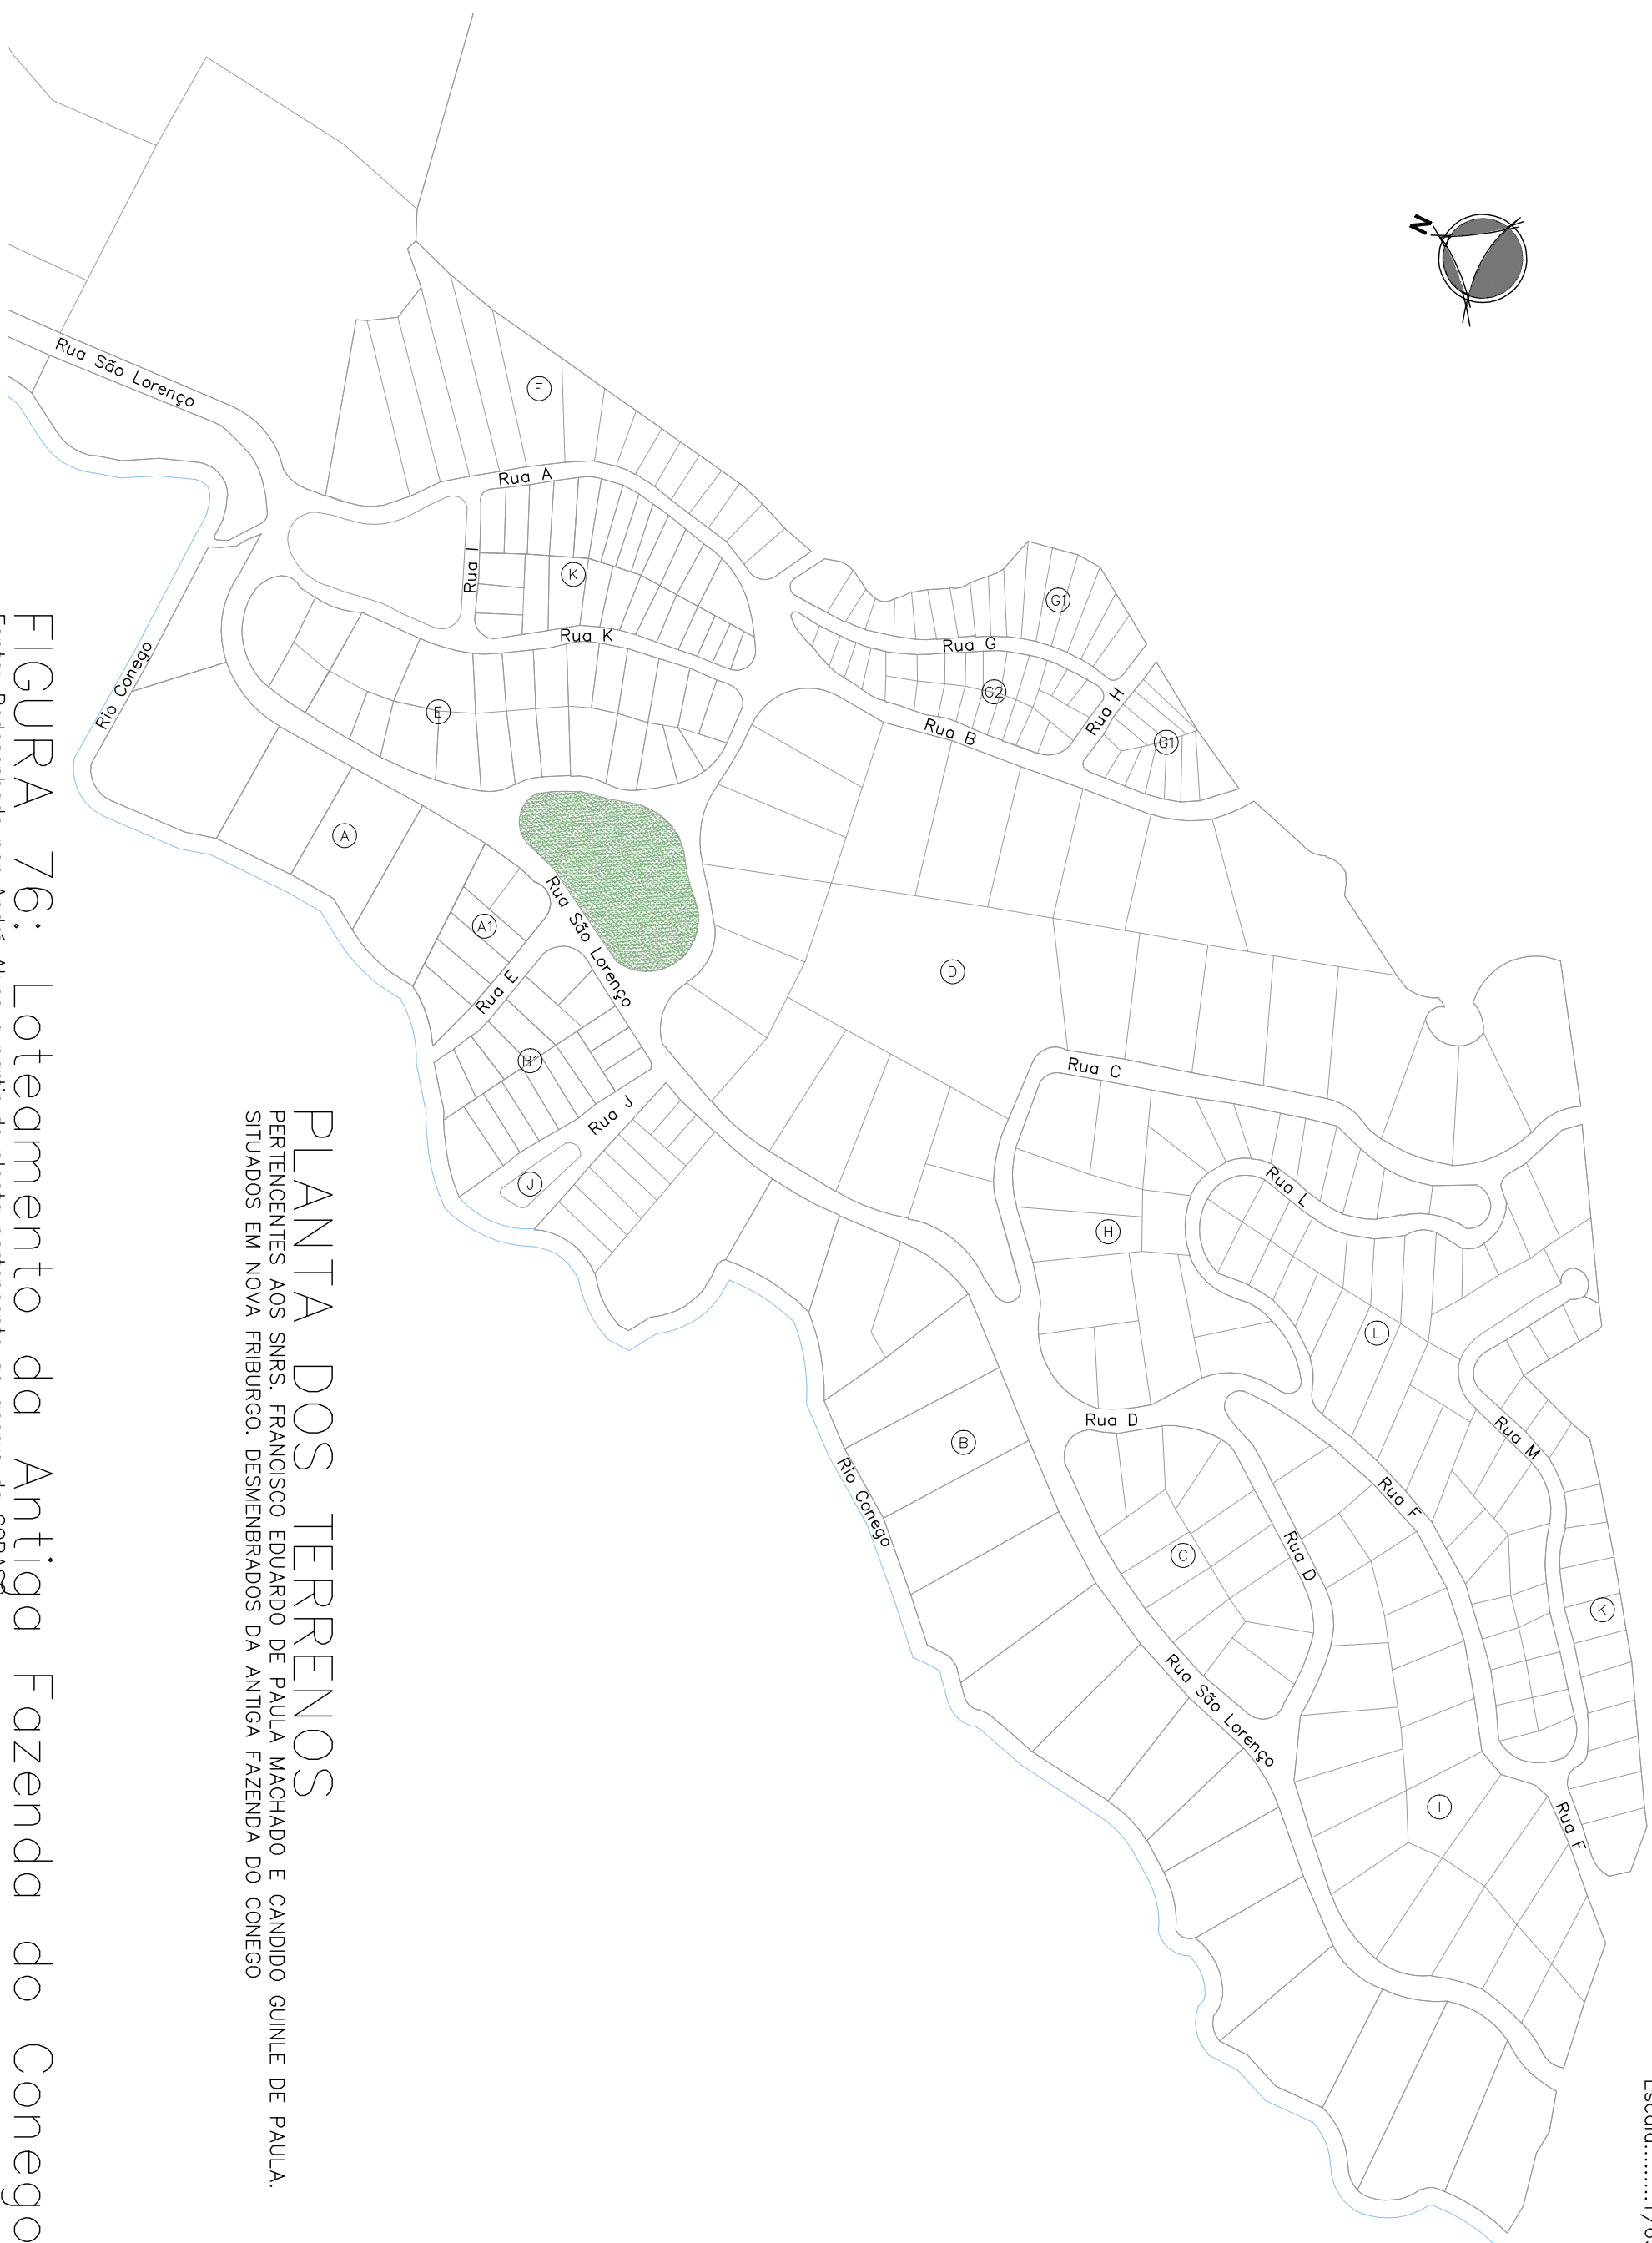 N
Rua São Lorenço
F
Rua A
Rua I
K
Rua K
G1
Rua G
G2
Rua H
G1
Rua B
Rio Conego
E
A
A1
Rua São Lorenço
Rua E
D
B1
Rua C
Rua J
J
Rua L
H
L
Rua D
B
Rua M
Rio Conego
Rua F
Rua D
C
K
Rua São Lorenço
I
Rua F
PLANTA DOS TERRENOS
PERTENCENTES AOS SNRS. FRANCISCO EDUARDO DE PAULA MACHADO E CANDIDO GUINLE DE PAULA.
SITUADOS EM NOVA FRIBURGO. DESMENBRADOS DA ANTIGA FAZENDA DO CONEGO
FIGURA 76: Loteamento da Antiga Fazenda do Conego